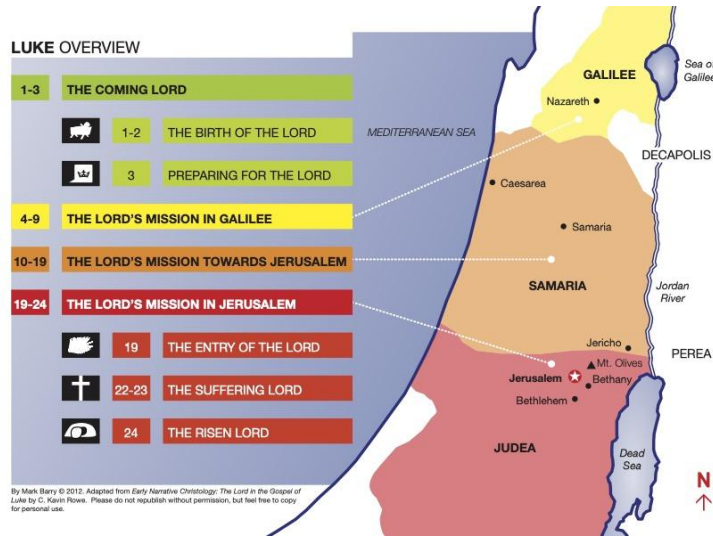 LUKE OVERVIEW
1-3 THE COMING LORD
1-2 THE BIRTH OF THE LORD
3 PREPARING FOR THE LORD
4-9 THE LORD'S MISSION IN GALILEE
10-19 THE LORD'S MISSION TOWARDS JERUSALEM
19-24 THE LORD'S MISSION IN JERUSALEM
19 THE ENTRY OF THE LORD
22-23 THE SUFFERING LORD
24 THE RISEN LORD
By Mark Barry © 2012. Adapted from Early Narrative Christology: The Lord in the Gospel of
Luke by C. Kavin Rowe. Please do not republish without permission, but feel free to copy
for personal use.
MEDITERRANEAN SEA
GALILEE
Sea of
Galilee
Nazareth
DECAPOLIS
Caesarea
Samaria
SAMARIA
Jordan
River
Jericho
PEREA
Mt. Olives
Jerusalem
Bethany
Bethlehem
JUDEA
Dead
Sea
N